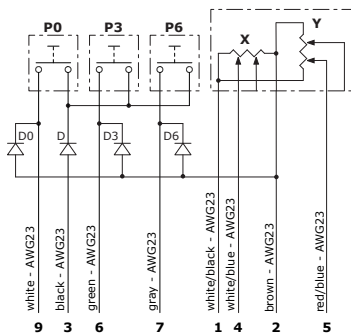 P0 P3 P6
Y
X
D0 D D3 D6
white - AWG23
black - AWG23
green - AWG23
gray - AWG23
white/black - AWG23
white/blue - AWG23
brown - AWG23
red/blue - AWG23
9 3 6 7 1 4 2 5